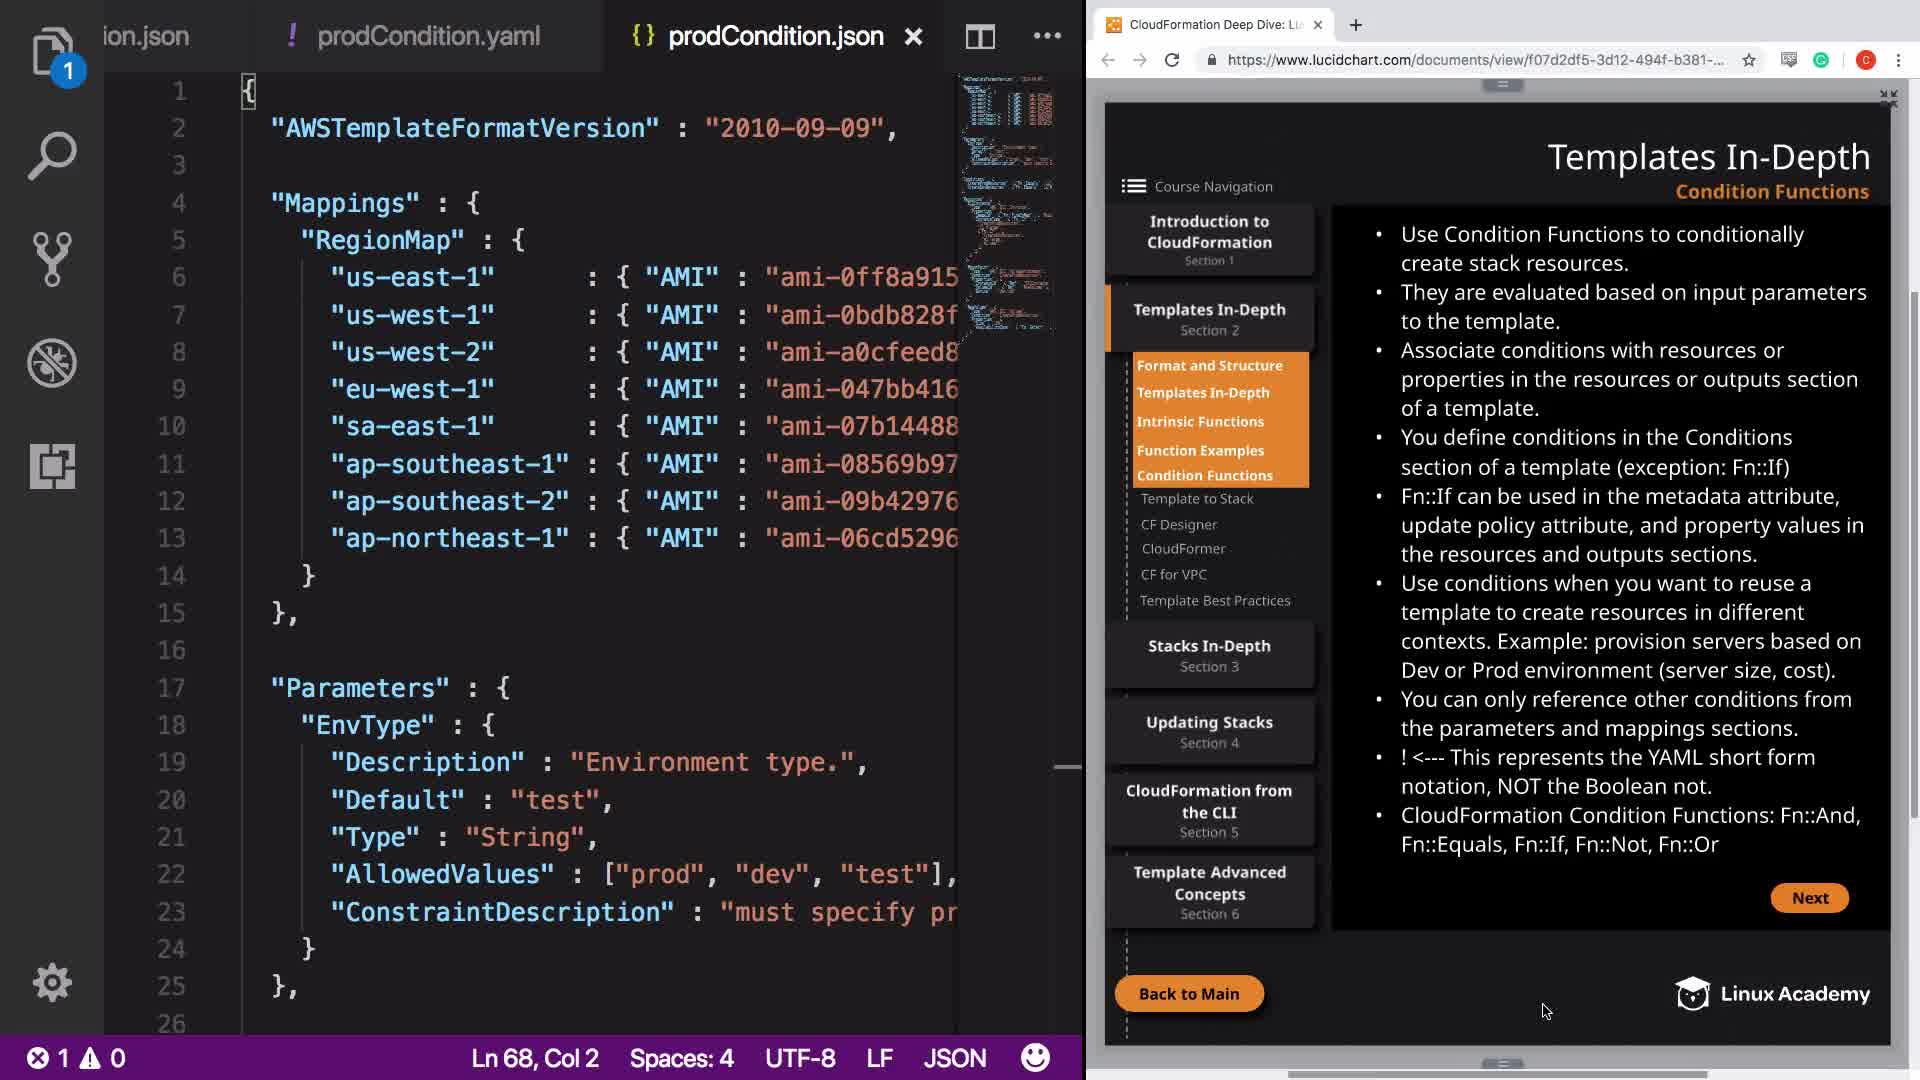 ion.json
! prodCondition.yaml
{} prodCondition.json
1
1 {
2 "AWSTemplateFormatVersion" : "2010-09-09",
3
4 "Mappings" : {
5 "RegionMap" : {
6 "us-east-1" : { "AMI" : "ami-0ff8a915
7 "us-west-1" : { "AMI" : "ami-0bdb828f
8 "us-west-2" : { "AMI" : "ami-a0cfeed8
9 "eu-west-1" : { "AMI" : "ami-047bb416
10 "sa-east-1" : { "AMI" : "ami-07b14488
11 "ap-southeast-1" : { "AMI" : "ami-08569b97
12 "ap-southeast-2" : { "AMI" : "ami-09b42976
13 "ap-northeast-1" : { "AMI" : "ami-06cd5296
14 }
15 },
16
17 "Parameters" : {
18 "EnvType" : {
19 "Description" : "Environment type.",
20 "Default" : "test",
21 "Type" : "String",
22 "AllowedValues" : ["prod", "dev", "test"],
23 "ConstraintDescription" : "must specify pr
24 }
25 },
26
1 0
Ln 68, Col 2
Spaces: 4
UTF-8
LF
JSON
CloudFormation Deep Dive: Li
https://www.lucidchart.com/documents/view/f07d2df5-3d12-494f-b381-...
C
Templates In-Depth
Condition Functions
Course Navigation
Introduction to
CloudFormation
Section 1
Templates In-Depth
Section 2
Format and Structure
Templates In-Depth
Intrinsic Functions
Function Examples
Condition Functions
Template to Stack
CF Designer
CloudFormer
CF for VPC
Template Best Practices
Stacks In-Depth
Section 3
Updating Stacks
Section 4
CloudFormation from
the CLI
Section 5
Template Advanced
Concepts
Section 6
Back to Main
• Use Condition Functions to conditionally
create stack resources.
• They are evaluated based on input parameters
to the template.
• Associate conditions with resources or
properties in the resources or outputs section
of a template.
• You define conditions in the Conditions
section of a template (exception: Fn::If)
• Fn::If can be used in the metadata attribute,
update policy attribute, and property values in
the resources and outputs sections.
• Use conditions when you want to reuse a
template to create resources in different
contexts. Example: provision servers based on
Dev or Prod environment (server size, cost).
• You can only reference other conditions from
the parameters and mappings sections.
• ! <--- This represents the YAML short form
notation, NOT the Boolean not.
• CloudFormation Condition Functions: Fn::And,
Fn::Equals, Fn::If, Fn::Not, Fn::Or
Next
Linux Academy